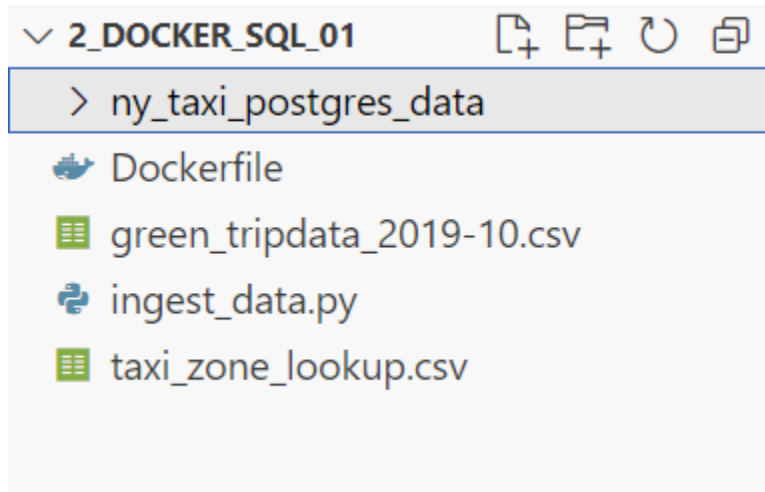 2_DOCKER_SQL_01
ny_taxi_postgres_data
Dockerfile
green_tripdata_2019-10.csv
ingest_data.py
taxi_zone_lookup.csv